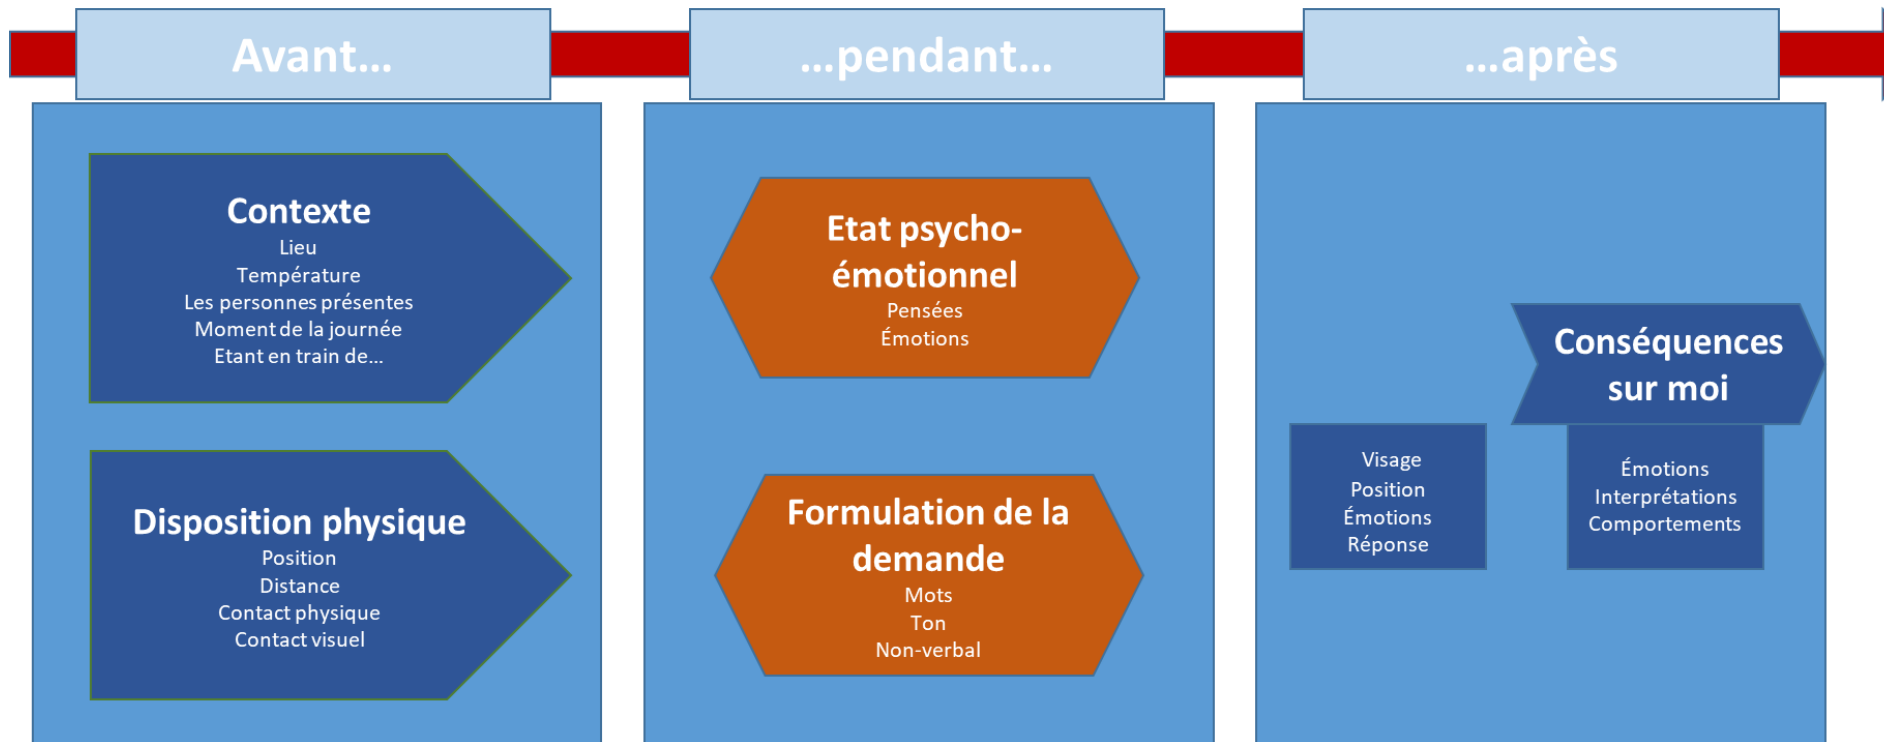 Avant...
...pendant...
...après
Contexte
Lieu
Température
Les personnes présentes
Moment de la journée
Etant en train de...
Disposition physique
Position
Distance
Contact physique
Contact visuel
Etat psycho-
émotionnel
Pensées
Émotions
Formulation de la
demande
Mots
Ton
Non-verbal
Visage
Position
Émotions
Réponse
Conséquences
sur moi
Émotions
Interprétations
Comportements